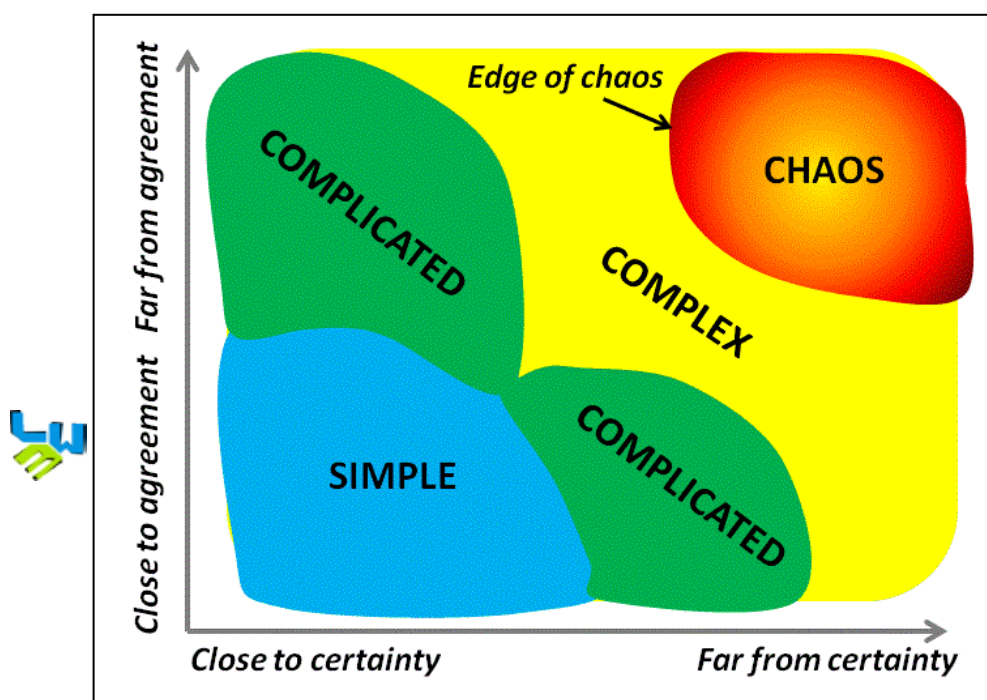 Far from agreement
Close to agreement
Edge of chaos
CHAOS
COMPLICATED
COMPLEX
SIMPLE
COMPLICATED
Close to certainty
Far from certainty